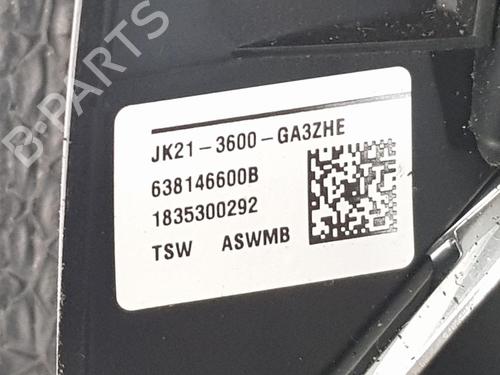 B-PARTS
JK21-3600-GA3ZHE
638146600B
1835300292
TSW ASWMB